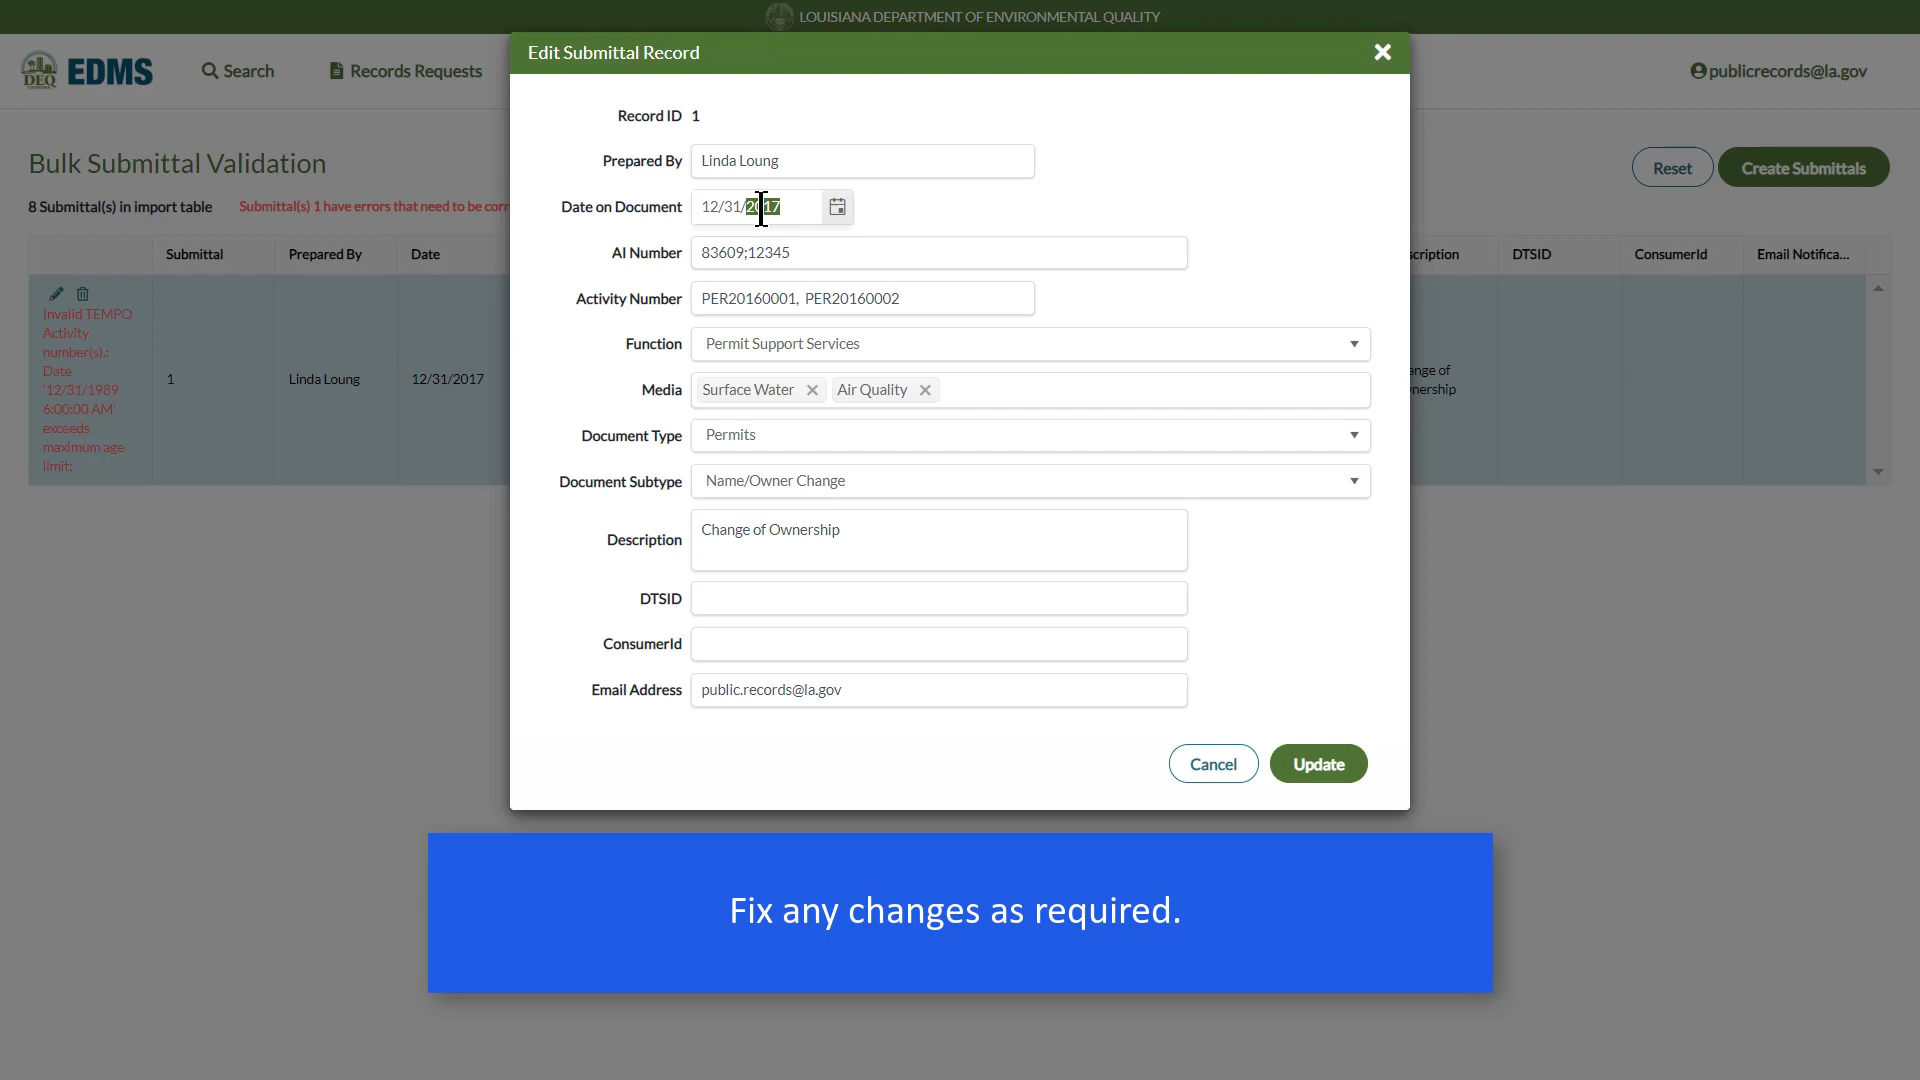 LOUISIANA DEPARTMENT OF ENVIRONMENTAL QUALITY
Edit Submittal Record
DEQ EDMS Search Records Requests
publicrecords@la.gov
Record ID 1
Bulk Submittal Validation
Prepared By Linda Loung
Reset Create Submittals
8 Submittal(s) in import table Submittal(s) 1 have errors that need to be corr
Date on Document 12/31/2017
Submittal Prepared By Date
AI Number 83609;12345
scription DTSID ConsumerId Email Notifica...
Invalid TEMPO
Activity
number(s).;
Date
'12/31/1989
6:00:00 AM'
exceeds
maximum age
limit;
1 Linda Loung 12/31/2017
Activity Number PER20160001, PER20160002
Function Permit Support Services
Media Surface Water Air Quality
ange of
nership
Document Type Permits
Document Subtype Name/Owner Change
Description Change of Ownership
DTSID
ConsumerId
Email Address public.records@la.gov
Cancel Update
Fix any changes as required.